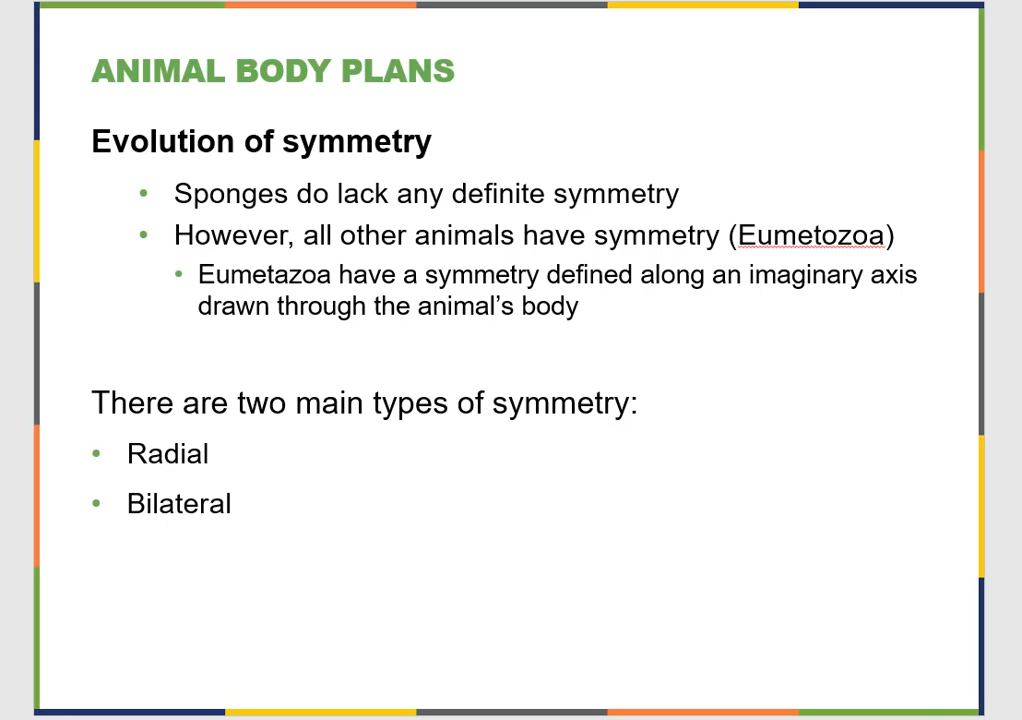 ANIMAL BODY PLANS
Evolution of symmetry
• Sponges do lack any definite symmetry
• However, all other animals have symmetry (Eumetozoa)
• Eumetazoa have a symmetry defined along an imaginary axis
drawn through the animal’s body
There are two main types of symmetry:
• Radial
• Bilateral